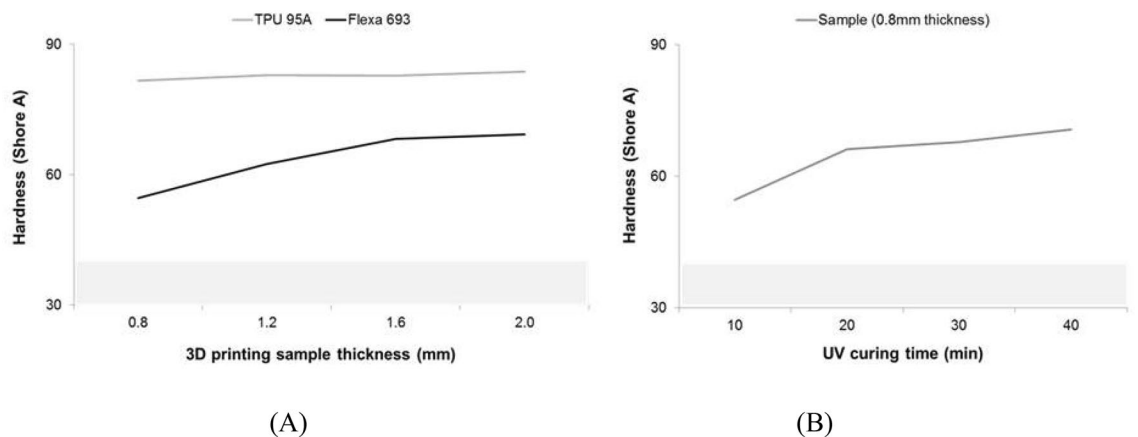 TPU 95A Flexa 693
90
60
30
Hardness (Shore A)
0.8 1.2 1.6 2.0
3D printing sample thickness (mm)
(A)
Sample (0.8mm thickness)
90
60
30
Hardness (Shore A)
10 20 30 40
UV curing time (min)
(B)